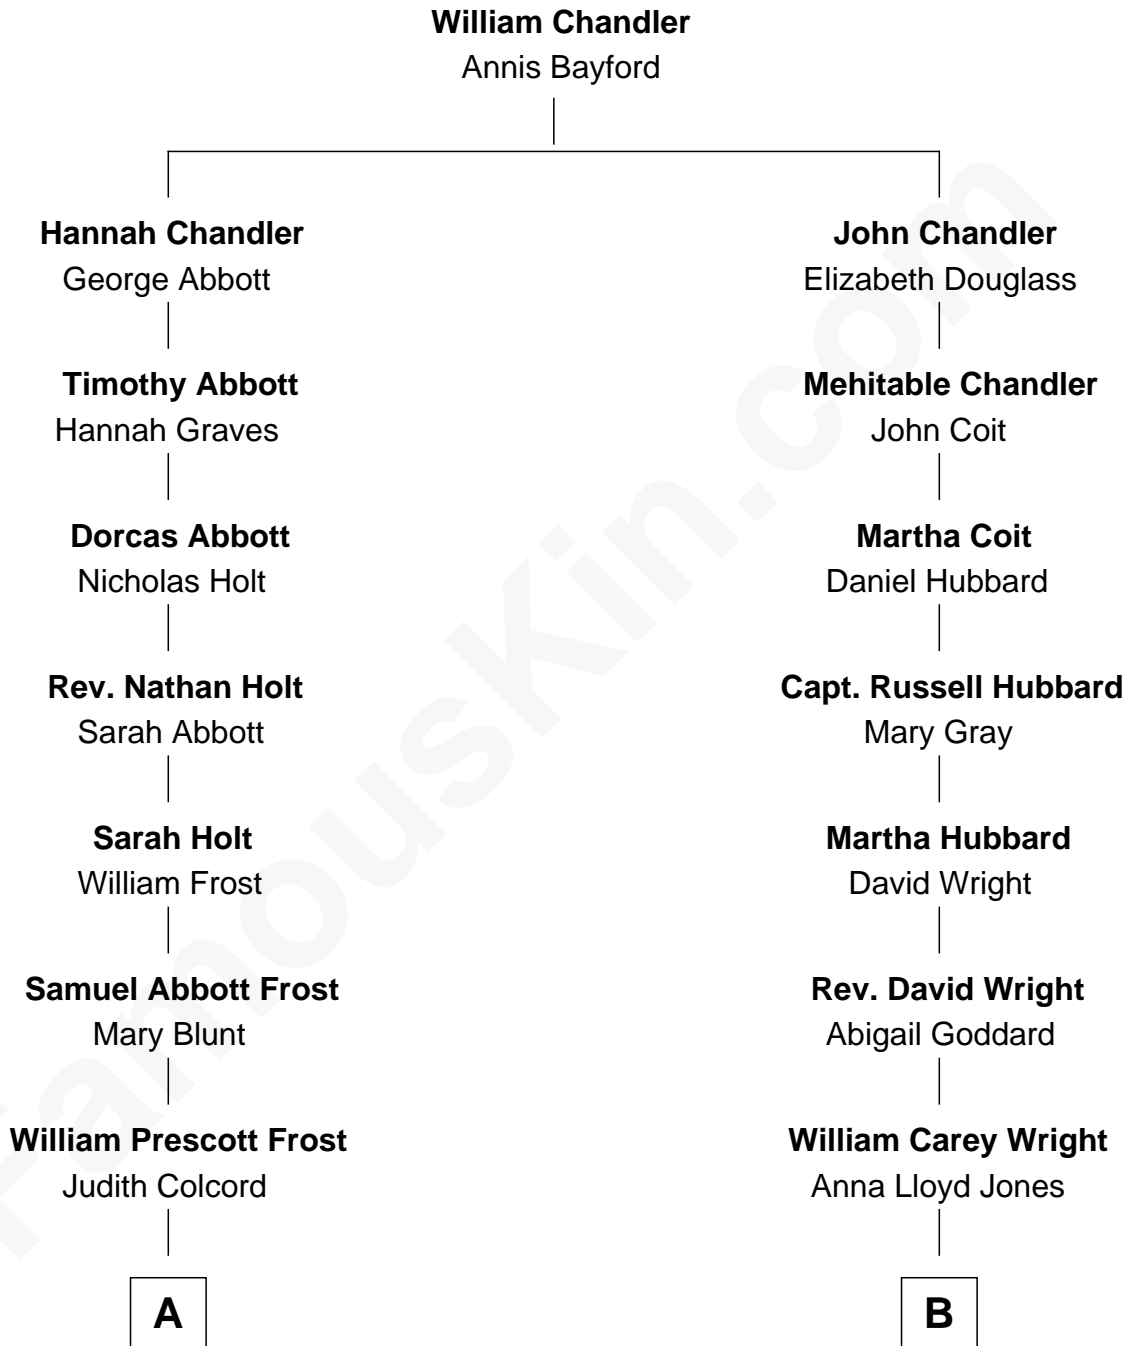 William Chandler
Annis Bayford
Hannah Chandler
George Abbott
John Chandler
Elizabeth Douglass
Timothy Abbott
Hannah Graves
Mehitable Chandler
John Coit
Dorcas Abbott
Nicholas Holt
Martha Coit
Daniel Hubbard
Rev. Nathan Holt
Sarah Abbott
Capt. Russell Hubbard
Mary Gray
Sarah Holt
William Frost
Martha Hubbard
David Wright
Samuel Abbott Frost
Mary Blunt
Rev. David Wright
Abigail Goddard
William Prescott Frost
Judith Colcord
William Carey Wright
Anna Lloyd Jones
A
B
FamousKin.com